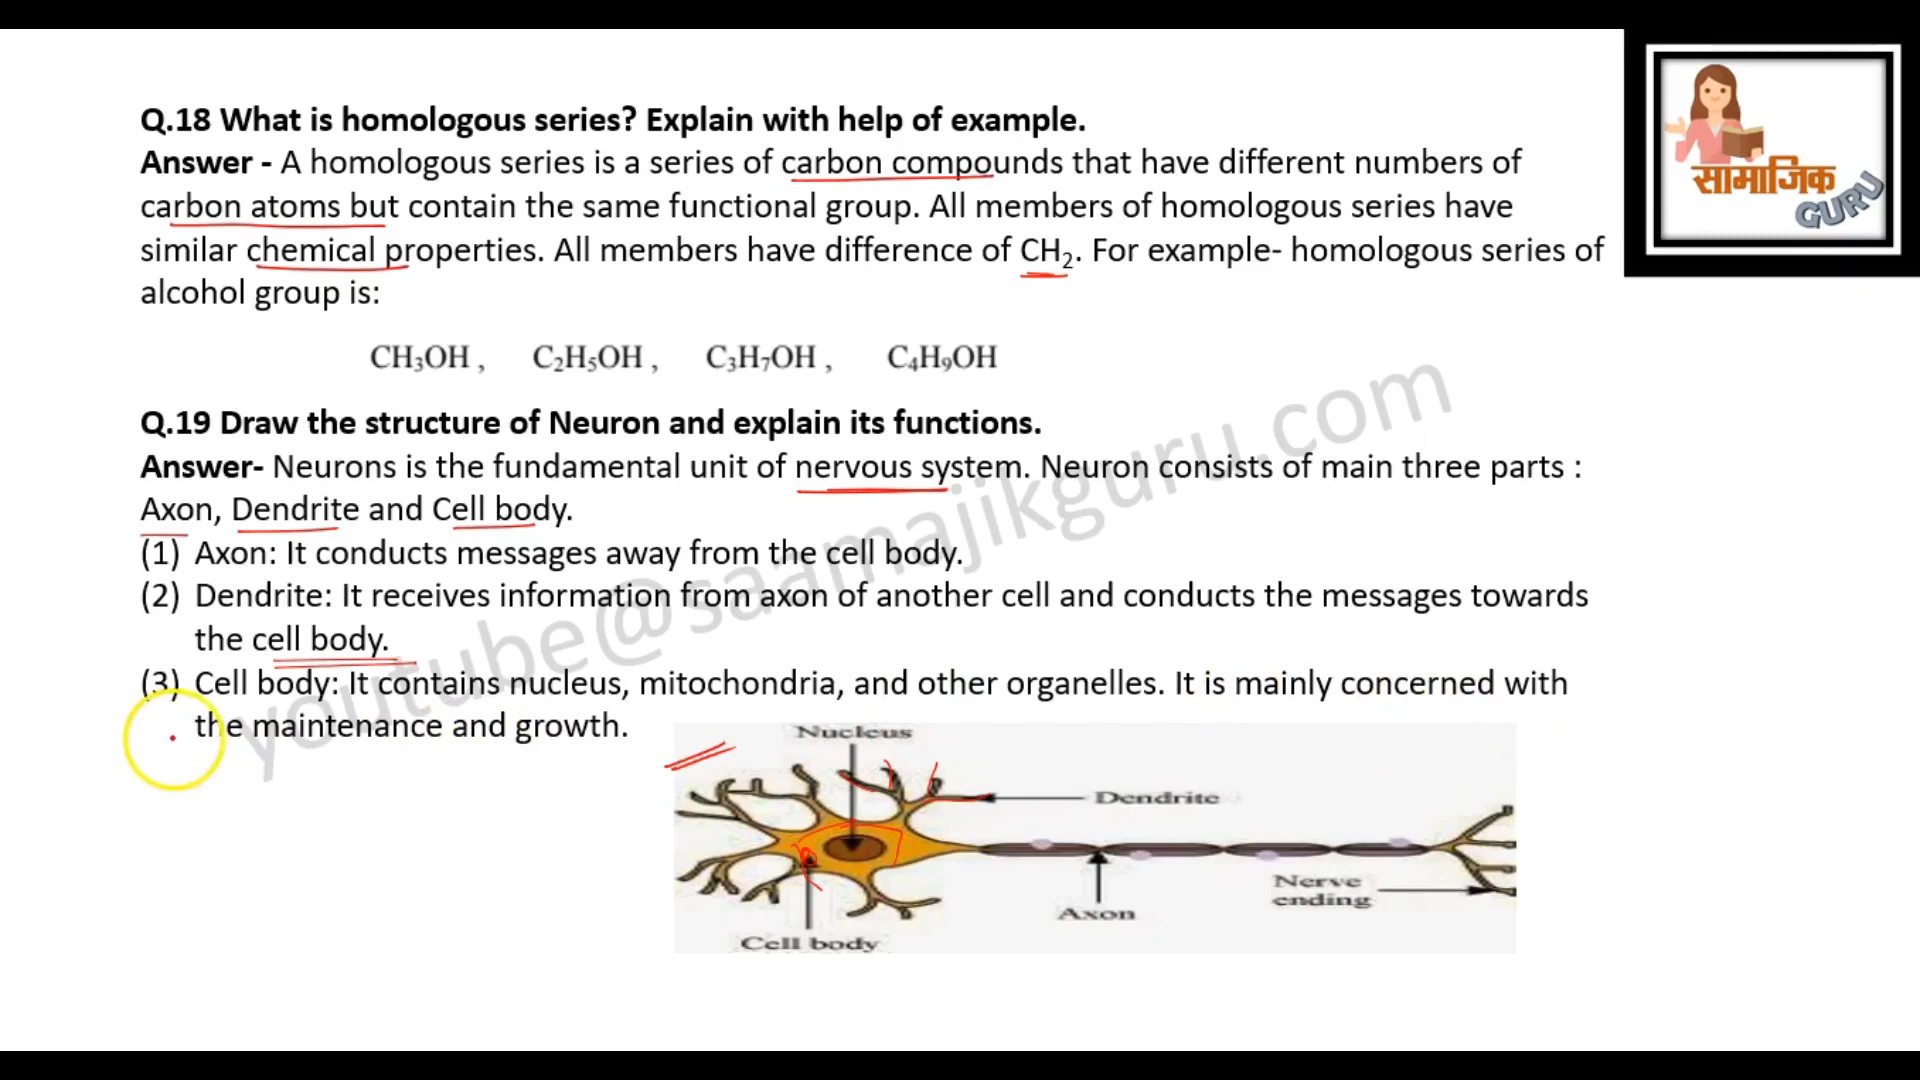 Q.18 What is homologous series? Explain with help of example.
Answer - A homologous series is a series of carbon compounds that have different numbers of
carbon atoms but contain the same functional group. All members of homologous series have
similar chemical properties. All members have difference of CH₂. For example- homologous series of
alcohol group is:
CH₃OH , C₂H₅OH , C₃H₇OH , C₄H₉OH
Q.19 Draw the structure of Neuron and explain its functions.
Answer- Neurons is the fundamental unit of nervous system. Neuron consists of main three parts :
Axon, Dendrite and Cell body.
(1) Axon: It conducts messages away from the cell body.
(2) Dendrite: It receives information from axon of another cell and conducts the messages towards
the cell body.
(3) Cell body: It contains nucleus, mitochondria, and other organelles. It is mainly concerned with
the maintenance and growth.
Nucleus
Dendrite
Nerve
ending
Axon
Cell body
youtube@saamajikguru.com
सामाजिक
GURU